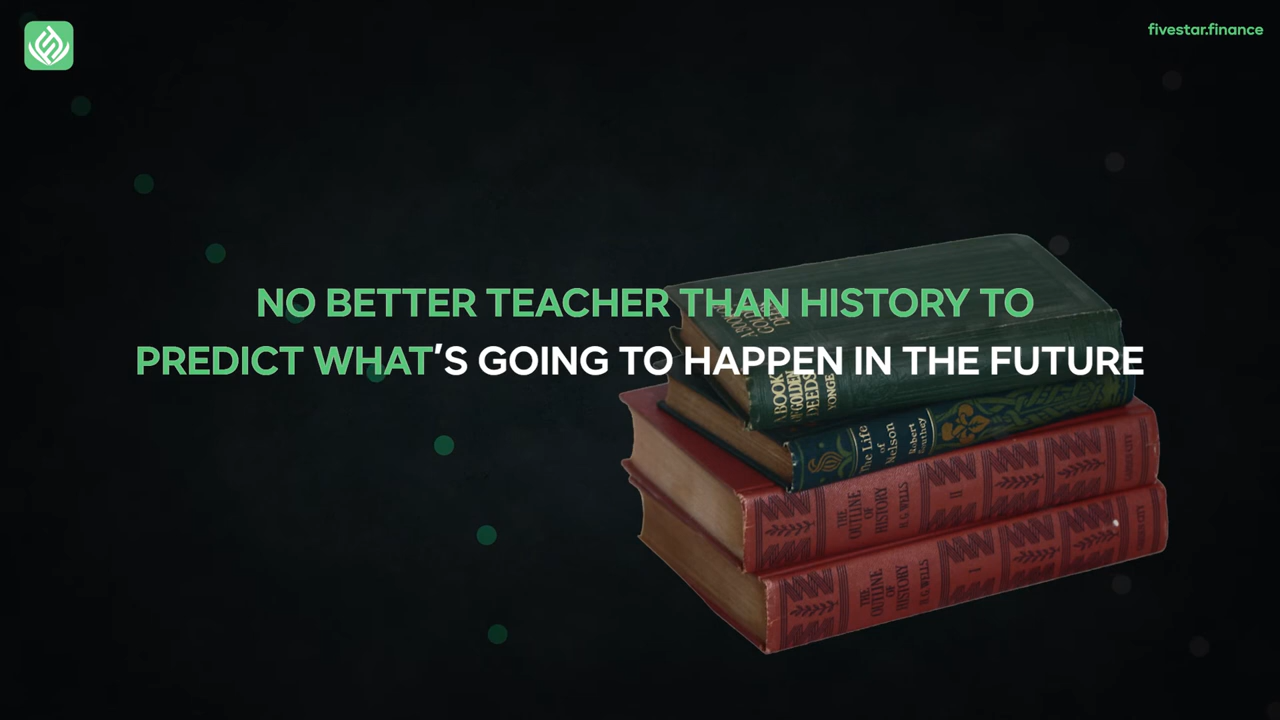 fivestar.finance
NO BETTER TEACHER THAN HISTORY TO
PREDICT WHAT'S GOING TO HAPPEN IN THE FUTURE
A BOOK
OF GOLDEN
DEEDS
YONGE
The Life
of
Nelson
Robert
Southey
THE
OUTLINE
OF
HISTORY
H. G. WELLS
II
THE
OUTLINE
OF
HISTORY
H. G. WELLS
I